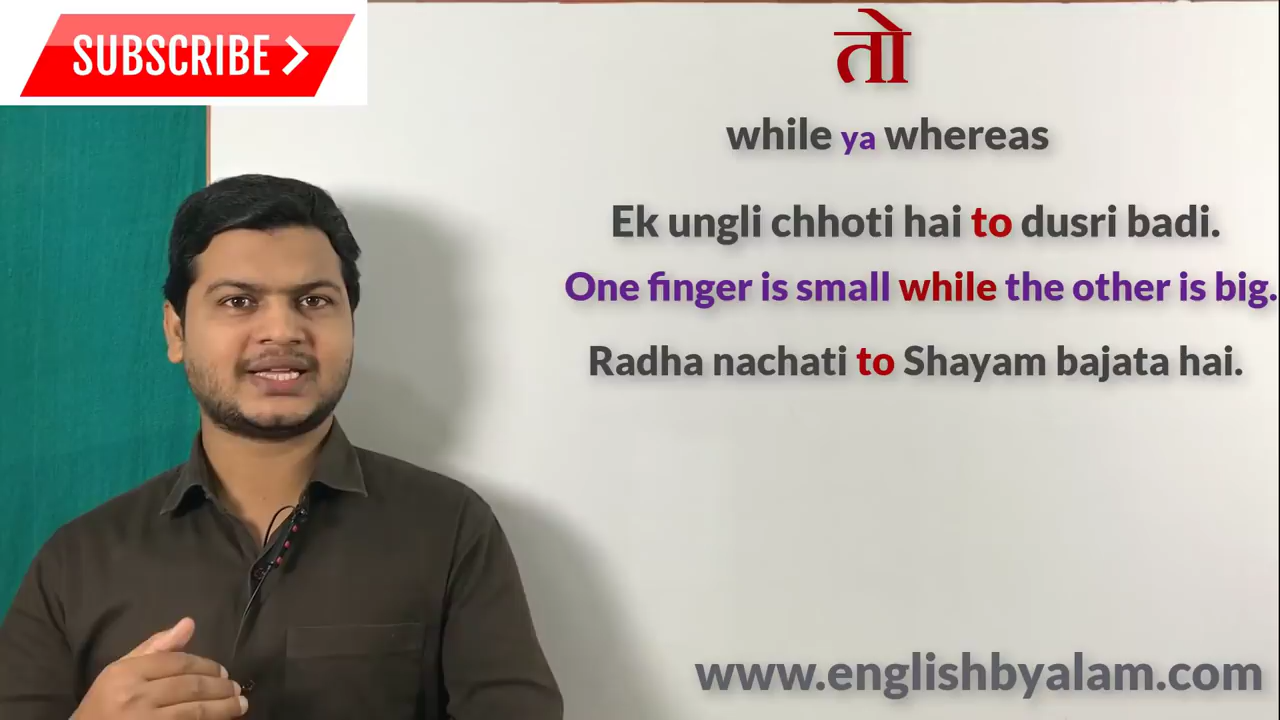 SUBSCRIBE
तो
while ya whereas
Ek ungli chhoti hai to dusri badi.
One finger is small while the other is big.
Radha nachati to Shayam bajata hai.
www.englishbyalam.com